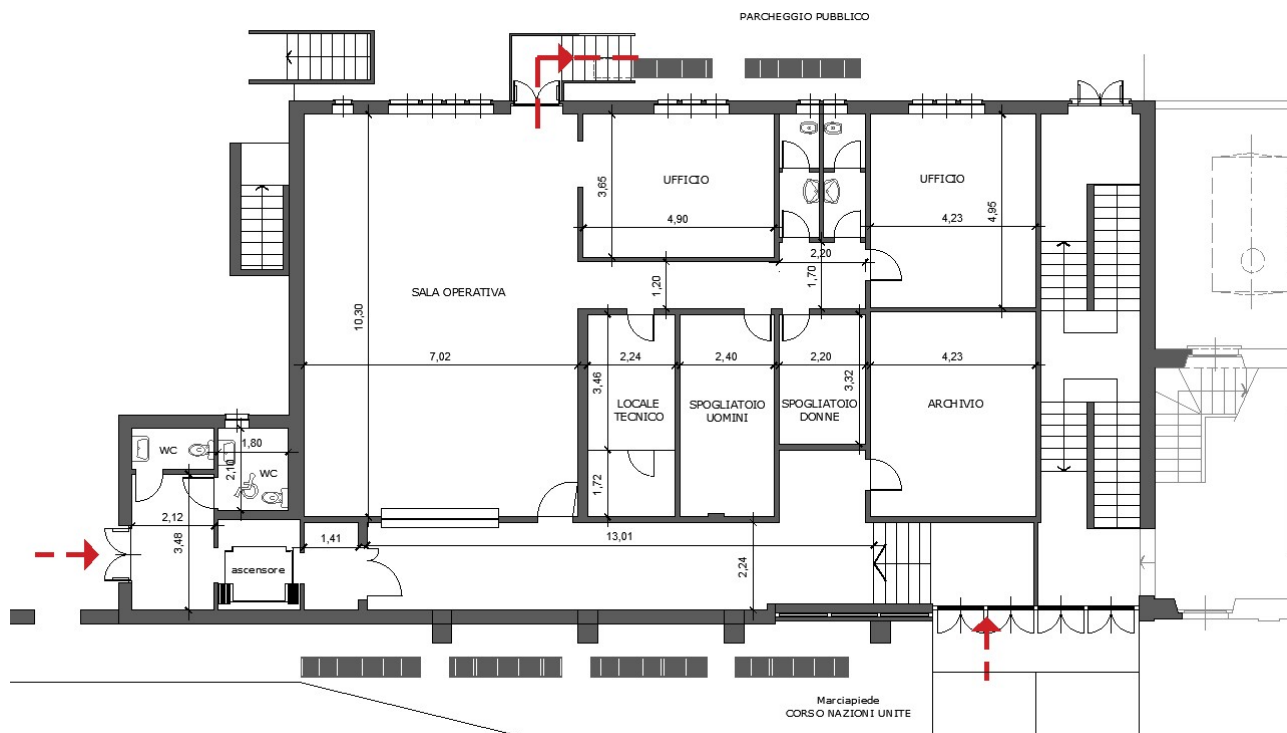 PARCHEGGIO PUBBLICO
UFFICIO
3,65
4,90
UFFICIO
4,23
4,95
2,20
1,70
1,20
SALA OPERATIVA
10,30
7,02
2,24
2,40
2,20
4,23
3,46
3,32
LOCALE
TECNICO
SPOGLIATOIO
UOMINI
SPOGLIATOIO
DONNE
ARCHIVIO
1,72
WC
1,80
2,10
WC
2,12
3,48
1,41
13,01
2,24
ascensore
Marciapiede
CORSO NAZIONI UNITE